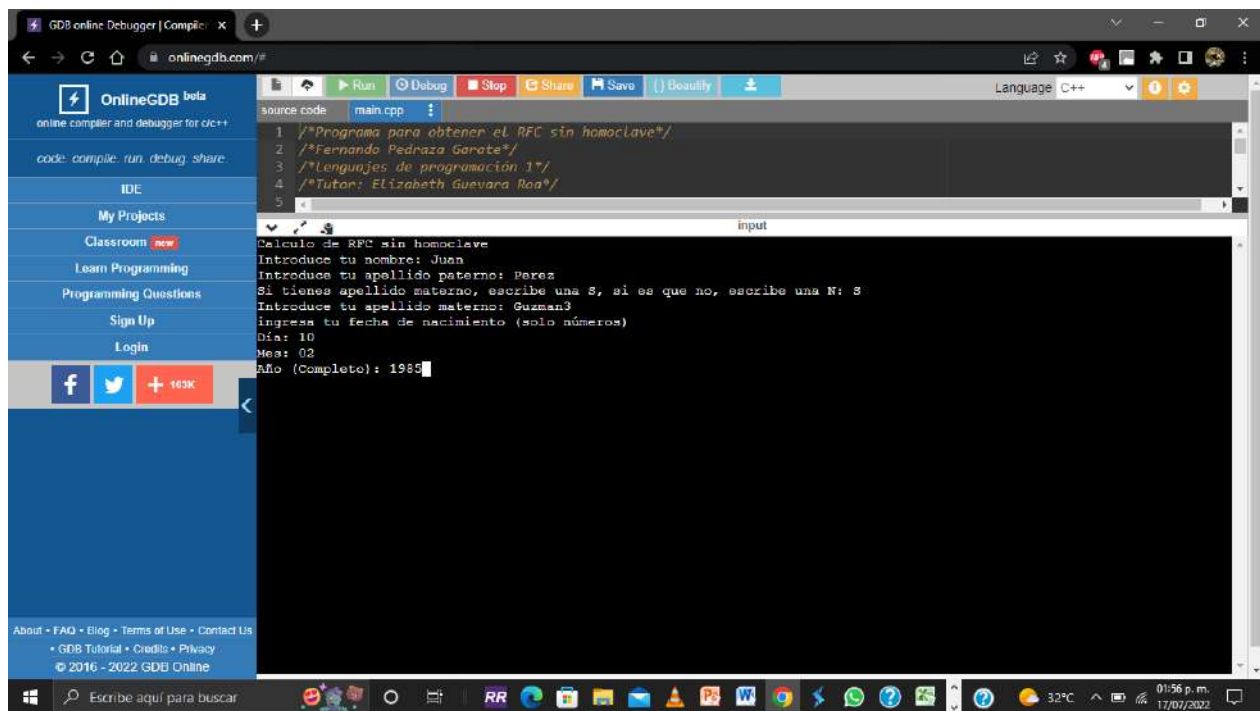 GDB online Debugger | Compiler
onlinegdb.com/#
OnlineGDB beta
online compiler and debugger for c/c++
code. compile. run. debug. share.
IDE
My Projects
Classroom new
Learn Programming
Programming Questions
Sign Up
Login
163K
About • FAQ • Blog • Terms of Use • Contact Us
• GDB Tutorial • Credits • Privacy
© 2016 - 2022 GDB Online
Run Debug Stop Share Save { } Beautify
Language C++
source code
main.cpp
1 /*Programa para obtener el RFC sin homoclave*/
2 /*Fernando Pedraza Garate*/
3 /*Lenguajes de programación 1*/
4 /*Tutor: Elizabeth Guevara Roa*/
5
input
Calculo de RFC sin homoclave
Introduce tu nombre: Juan
Introduce tu apellido paterno: Perez
Si tienes apellido materno, escribe una S, si es que no, escribe una N: S
Introduce tu apellido materno: Guzman3
ingresa tu fecha de nacimiento (solo números)
Día: 10
Mes: 02
Año (Completo): 1985
Escribe aquí para buscar
RR
32°C
01:56 p. m.
17/07/2022